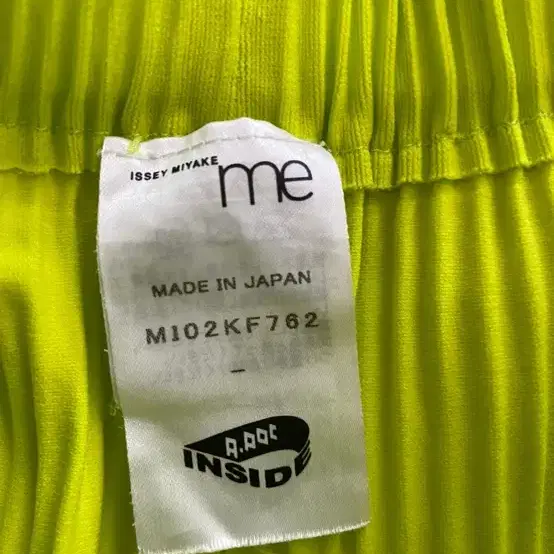 ISSEY MIYAKE me
MADE IN JAPAN
MI02KF762
–
A.POC
INSIDE